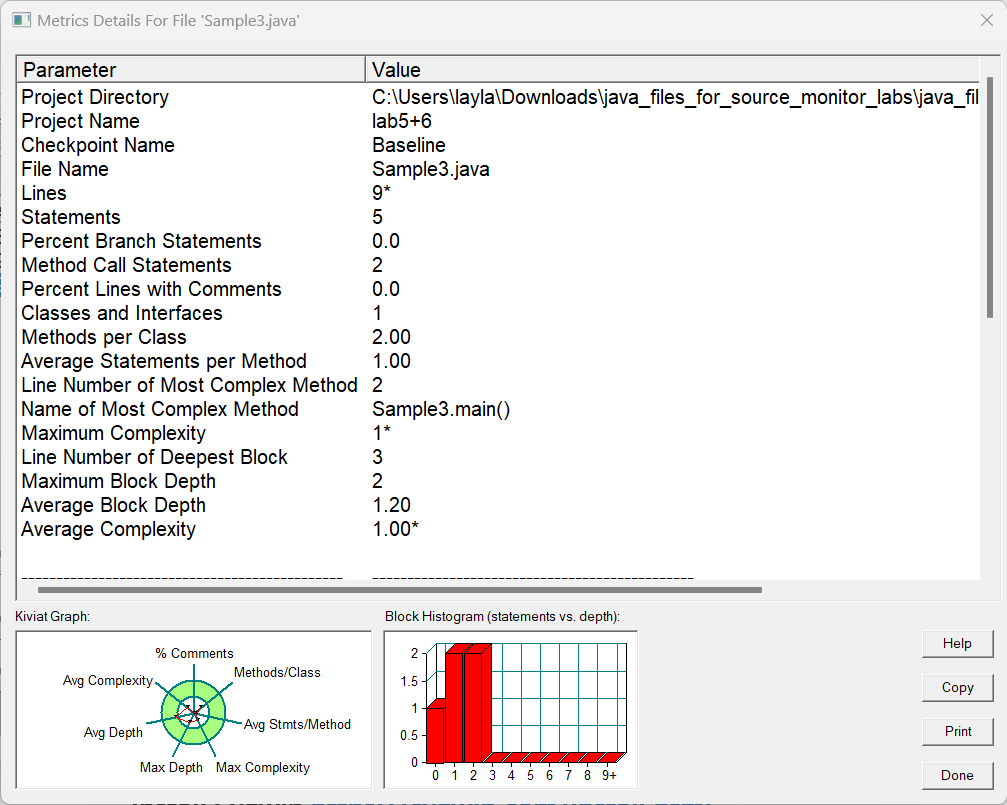 Metrics Details For File 'Sample3.java'
Parameter Value
Project Directory C:\Users\layla\Downloads\java_files_for_source_monitor_labs\java_fil
Project Name lab5+6
Checkpoint Name Baseline
File Name Sample3.java
Lines 9*
Statements 5
Percent Branch Statements 0.0
Method Call Statements 2
Percent Lines with Comments 0.0
Classes and Interfaces 1
Methods per Class 2.00
Average Statements per Method 1.00
Line Number of Most Complex Method 2
Name of Most Complex Method Sample3.main()
Maximum Complexity 1*
Line Number of Deepest Block 3
Maximum Block Depth 2
Average Block Depth 1.20
Average Complexity 1.00*
Kiviat Graph:
% Comments
Methods/Class
Avg Complexity
Avg Stmts/Method
Avg Depth
Max Depth Max Complexity
Block Histogram (statements vs. depth):
2
1.5
1
0.5
0
0 1 2 3 4 5 6 7 8 9+
Help
Copy
Print
Done